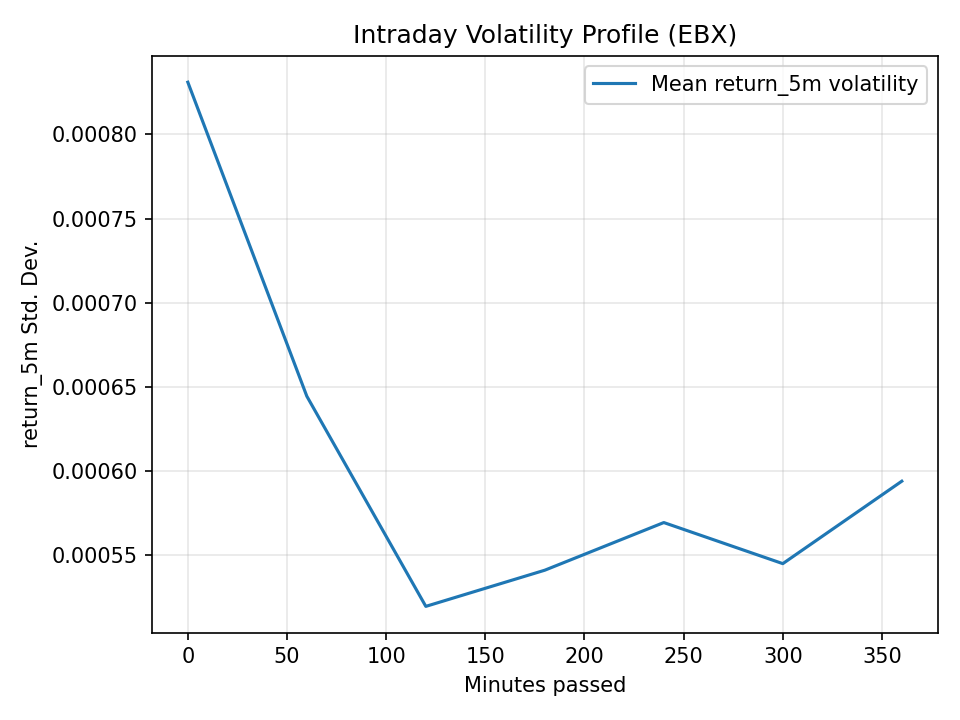 Intraday Volatility Profile (EBX)
Mean return_5m volatility
return_5m Std. Dev.
0.00080
0.00075
0.00070
0.00065
0.00060
0.00055
0 50 100 150 200 250 300 350
Minutes passed